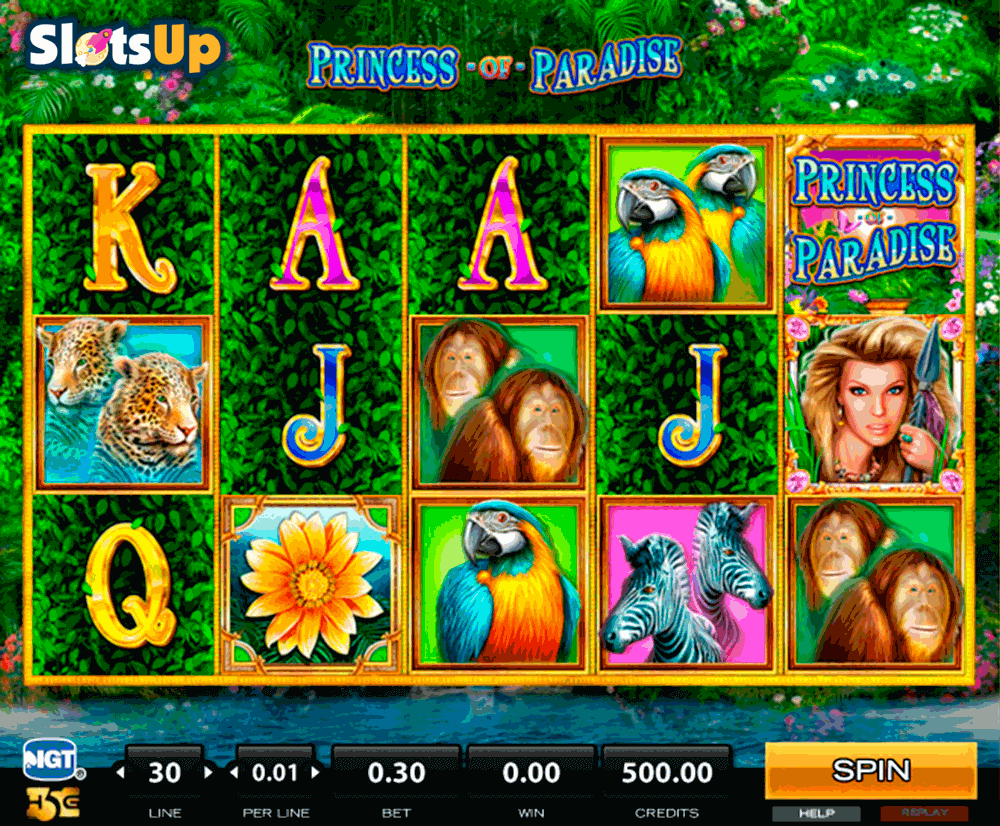 SlotsUp
PRINCESS - OF - PARADISE
K A A
PRINCESS
- OF -
PARADISE
J J
Q
IGT®
30 0.01 0.30 0.00 500.00 SPIN
LINE PER LINE BET WIN CREDITS
HELP REPLAY